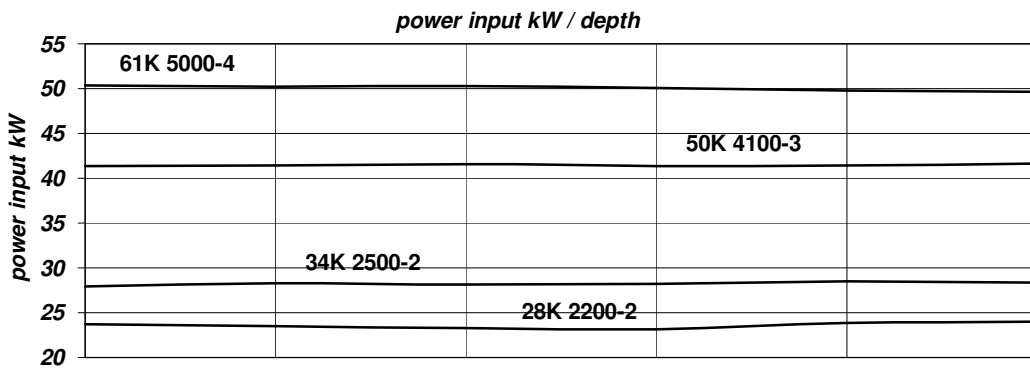 power input kW / depth
power input kW
55
50
45
40
35
30
25
20
61K 5000-4
50K 4100-3
34K 2500-2
28K 2200-2